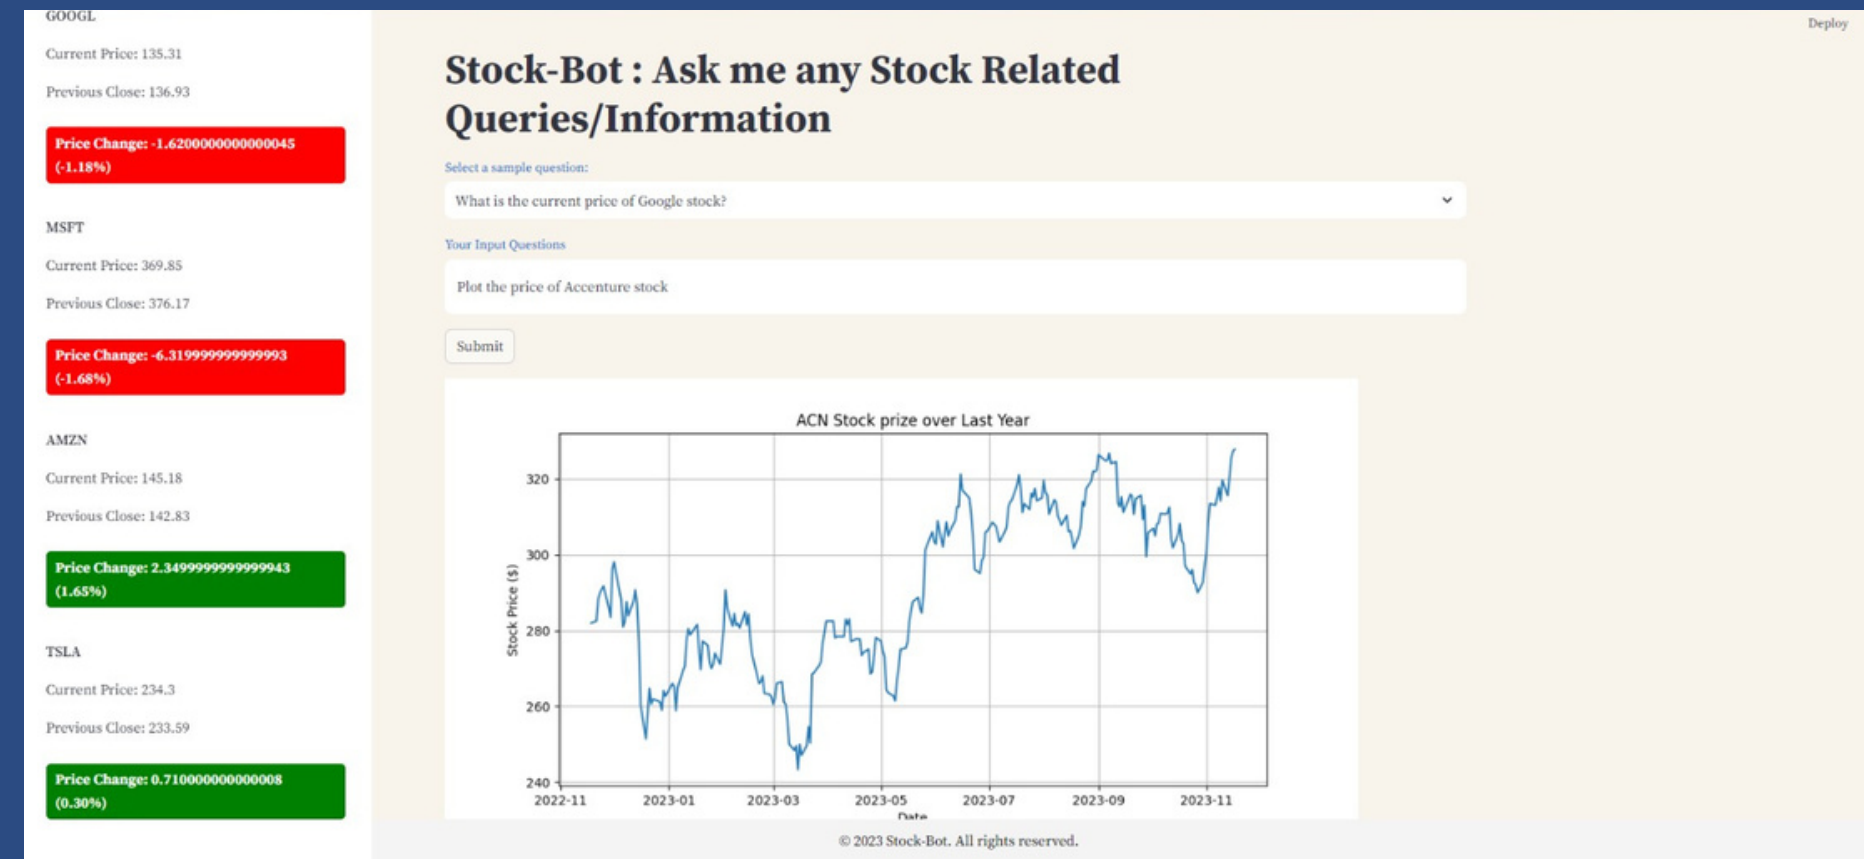 GOOGL
Current Price: 135.31
Previous Close: 136.93
Price Change: -1.6200000000000045
(-1.18%)
MSFT
Current Price: 369.85
Previous Close: 376.17
Price Change: -6.319999999999993
(-1.68%)
AMZN
Current Price: 145.18
Previous Close: 142.83
Price Change: 2.3499999999999943
(1.65%)
TSLA
Current Price: 234.3
Previous Close: 233.59
Price Change: 0.710000000000008
(0.30%)
Deploy
Stock-Bot : Ask me any Stock Related
Queries/Information
Select a sample question:
What is the current price of Google stock?
Your Input Questions
Plot the price of Accenture stock
Submit
ACN Stock prize over Last Year
Stock Price ($)
320
300
280
260
240
2022-11 2023-01 2023-03 2023-05 2023-07 2023-09 2023-11
Date
© 2023 Stock-Bot. All rights reserved.